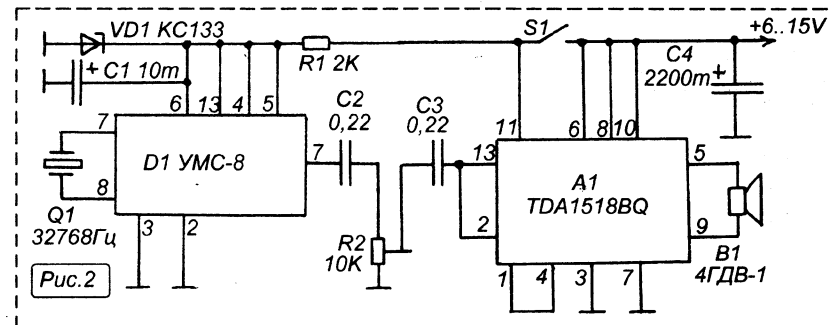 VD1 КС133
S1
+6..15V
+ C1 10m
R1 2K
C4
2200m+
6 13 4 5
C2
0,22
C3
0,22
11 6 8 10
7
D1 УМС-8
7
13
A1
TDA1518BQ
5
8
2
9
Q1
32768Гц
3 2
R2
10K
B1
4ГДВ-1
1 4 3 7
Рис.2